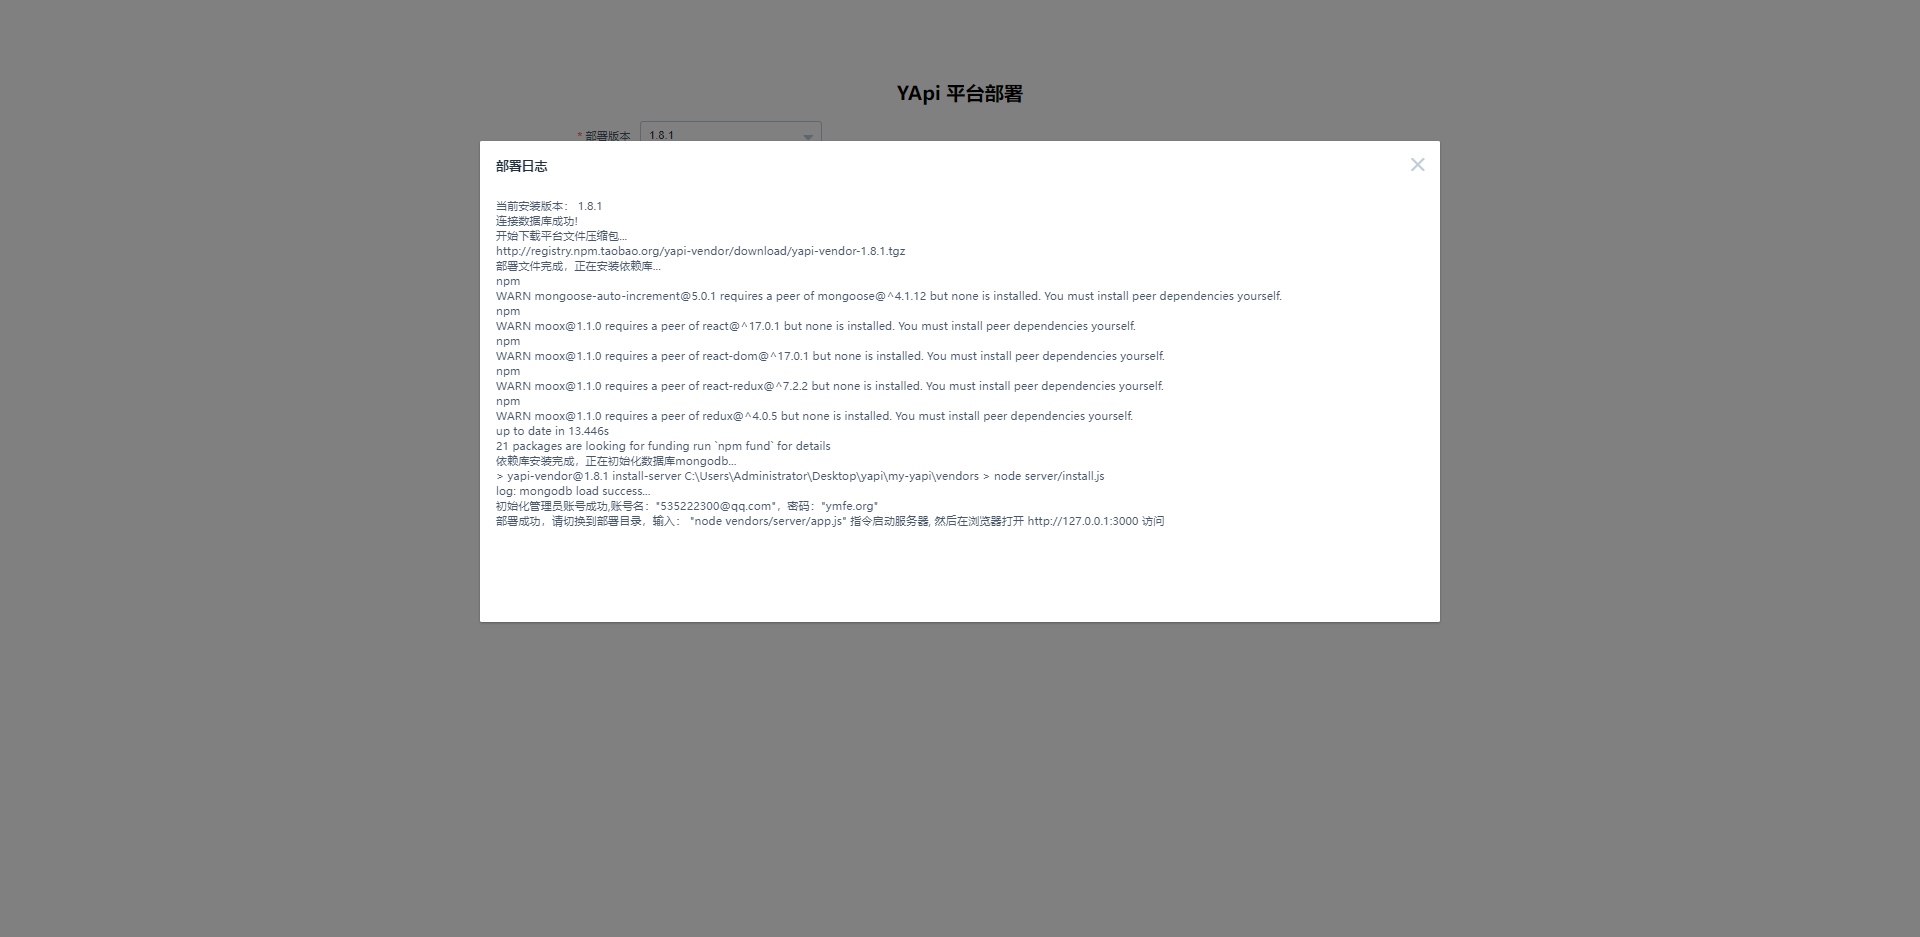 YApi 平台部署
* 部署版本 1.8.1
部署日志
当前安装版本： 1.8.1
连接数据库成功!
开始下载平台文件压缩包...
http://registry.npm.taobao.org/yapi-vendor/download/yapi-vendor-1.8.1.tgz
部署文件完成，正在安装依赖库...
npm
WARN mongoose-auto-increment@5.0.1 requires a peer of mongoose@^4.1.12 but none is installed. You must install peer dependencies yourself.
npm
WARN moox@1.1.0 requires a peer of react@^17.0.1 but none is installed. You must install peer dependencies yourself.
npm
WARN moox@1.1.0 requires a peer of react-dom@^17.0.1 but none is installed. You must install peer dependencies yourself.
npm
WARN moox@1.1.0 requires a peer of react-redux@^7.2.2 but none is installed. You must install peer dependencies yourself.
npm
WARN moox@1.1.0 requires a peer of redux@^4.0.5 but none is installed. You must install peer dependencies yourself.
up to date in 13.446s
21 packages are looking for funding run `npm fund` for details
依赖库安装完成，正在初始化数据库mongodb...
> yapi-vendor@1.8.1 install-server C:\Users\Administrator\Desktop\yapi\my-yapi\vendors > node server/install.js
log: mongodb load success...
初始化管理员账号成功,账号名："535222300@qq.com"，密码："ymfe.org"
部署成功，请切换到部署目录，输入： "node vendors/server/app.js" 指令启动服务器, 然后在浏览器打开 http://127.0.0.1:3000 访问